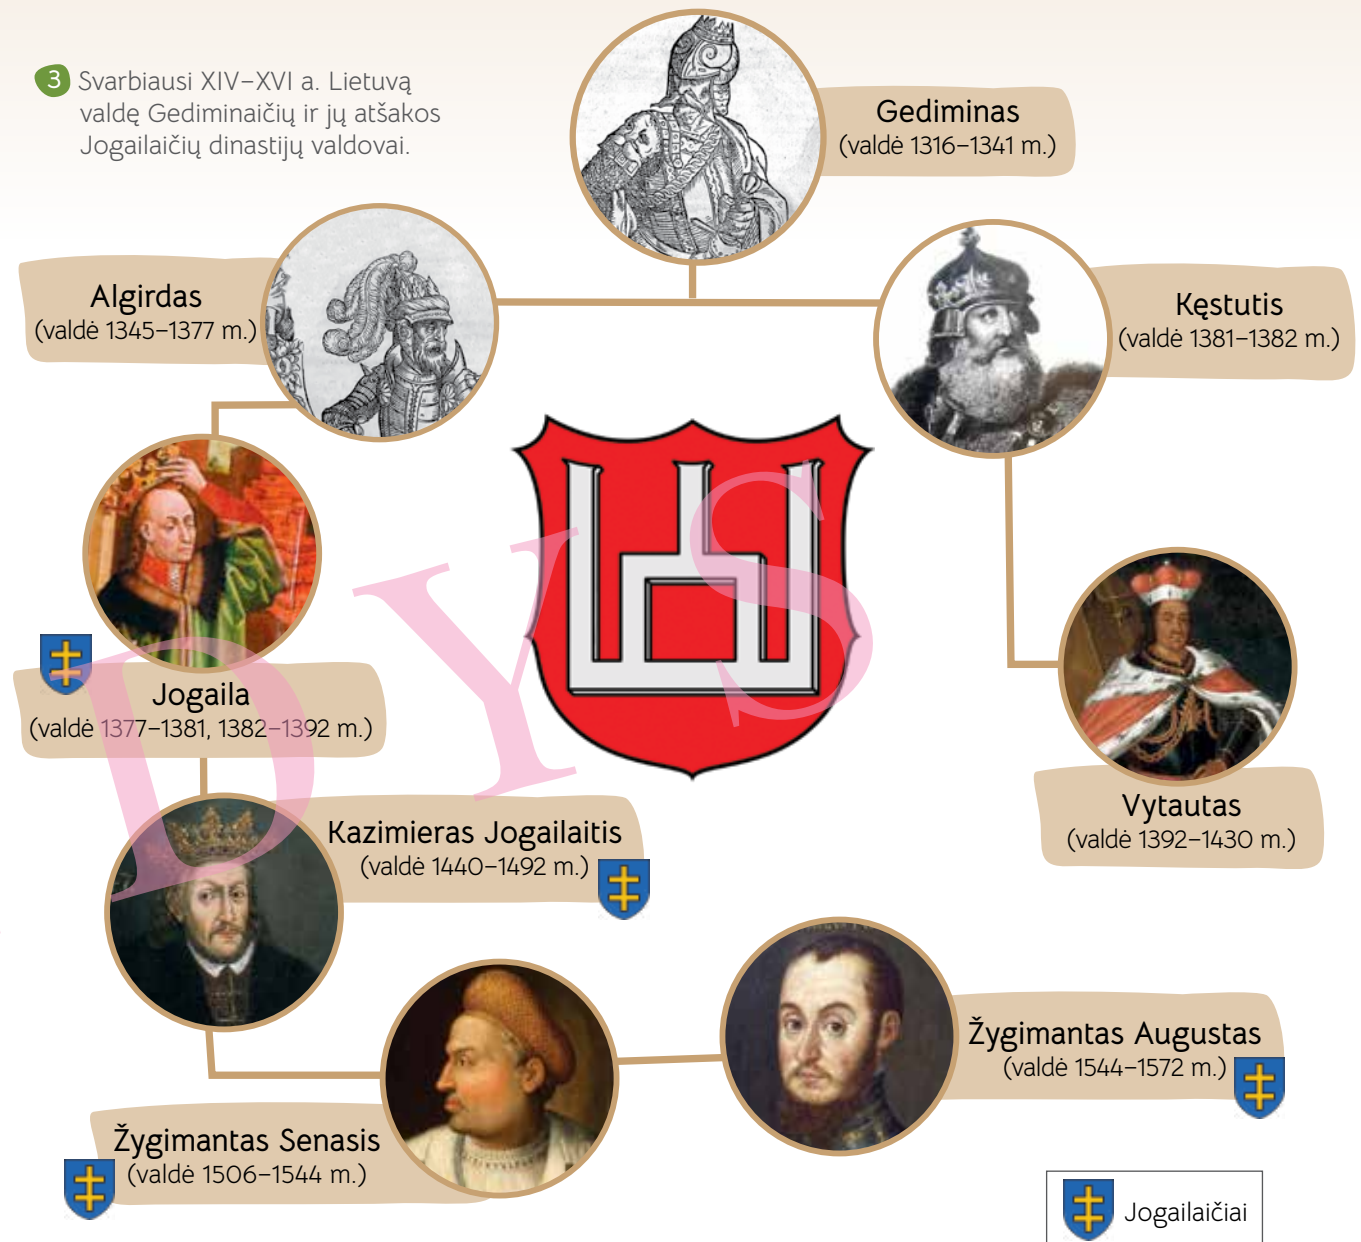 3 Svarbiausi XIV–XVI a. Lietuvą
valdę Gediminaičių ir jų atšakos
Jogailaičių dinastijų valdovai.
Gediminas
(valdė 1316–1341 m.)
Algirdas
(valdė 1345–1377 m.)
Kęstutis
(valdė 1381–1382 m.)
Jogaila
(valdė 1377–1381, 1382–1392 m.)
Vytautas
(valdė 1392–1430 m.)
Kazimieras Jogailaitis
(valdė 1440–1492 m.)
Žygimantas Augustas
(valdė 1544–1572 m.)
Žygimantas Senasis
(valdė 1506–1544 m.)
Jogailaičiai
DYS